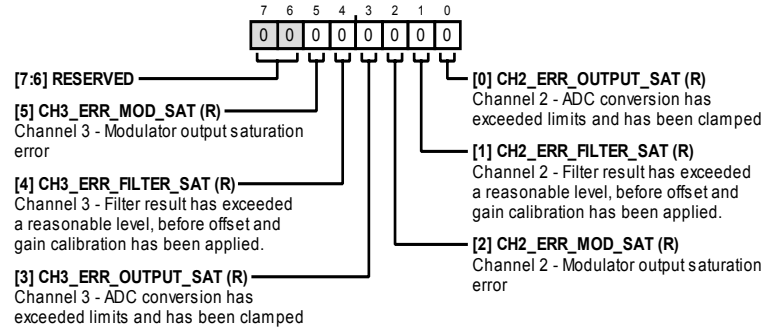 7 6 5 4 3 2 1 0
0 0 0 0 0 0 0 0
[7:6] RESERVED
[5] CH3_ERR_MOD_SAT (R)
Channel 3 - Modulator output saturation
error
[4] CH3_ERR_FILTER_SAT (R)
Channel 3 - Filter result has exceeded
a reasonable level, before offset and
gain calibration has been applied.
[3] CH3_ERR_OUTPUT_SAT (R)
Channel 3 - ADC conversion has
exceeded limits and has been clamped
[0] CH2_ERR_OUTPUT_SAT (R)
Channel 2 - ADC conversion has
exceeded limits and has been clamped
[1] CH2_ERR_FILTER_SAT (R)
Channel 2 - Filter result has exceeded
a reasonable level, before offset and
gain calibration has been applied.
[2] CH2_ERR_MOD_SAT (R)
Channel 2 - Modulator output saturation
error